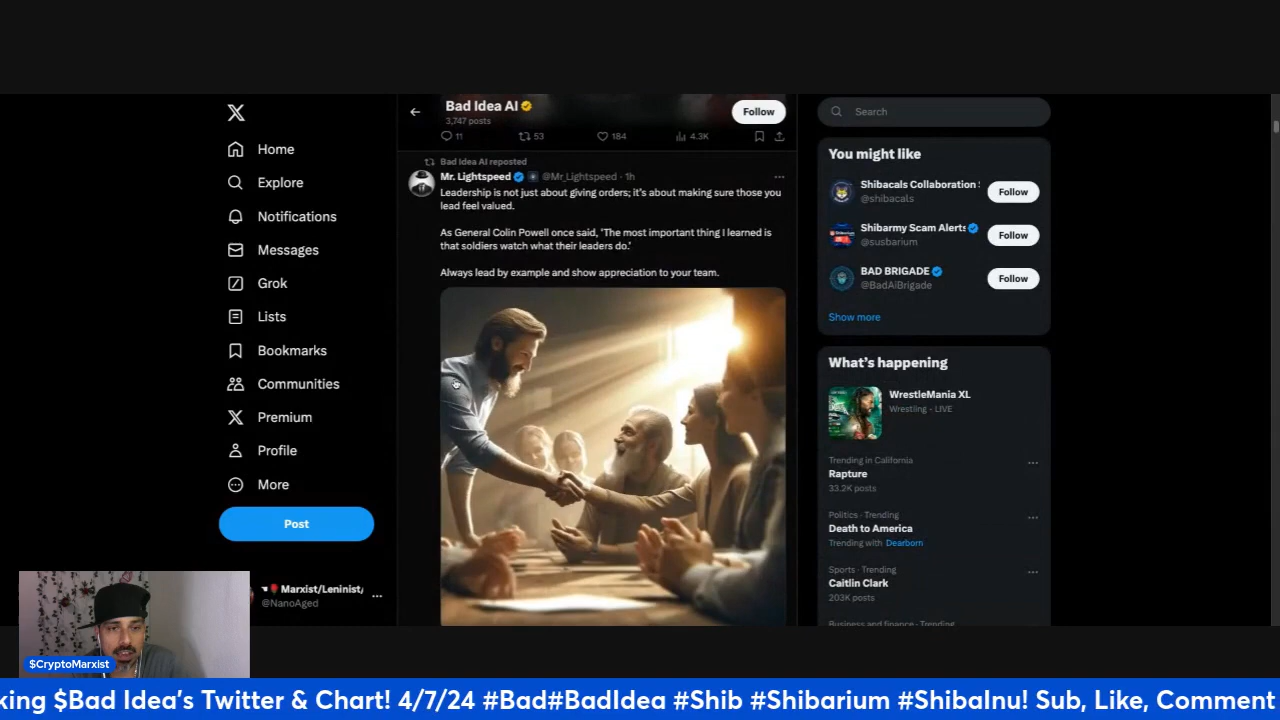 Home
Explore
Notifications
Messages
Grok
Lists
Bookmarks
Communities
Premium
Profile
More
Post
Marxist/Leninist/
@NanoAged
Bad Idea AI
3,747 posts
Follow
11 53 184 4.3K
Bad Idea AI reposted
Mr. Lightspeed @Mr_Lightspeed · 1h
Leadership is not just about giving orders; it's about making sure those you
lead feel valued.
As General Colin Powell once said, 'The most important thing I learned is
that soldiers watch what their leaders do.'
Always lead by example and show appreciation to your team.
Search
You might like
Shibacals Collaboration
@shibacals
Follow
Shibarmy Scam Alerts
@susbarium
Follow
BAD BRIGADE
@BadAiBrigade
Follow
Show more
What's happening
WrestleMania XL
Wrestling - LIVE
Trending in California
Rapture
33.2K posts
Politics · Trending
Death to America
Trending with Dearborn
Sports · Trending
Caitlin Clark
203K posts
Business and finance · Trending
$CryptoMarxist
king $Bad Idea's Twitter & Chart! 4/7/24 #Bad#BadIdea #Shib #Shibarium #ShibaInu! Sub, Like, Comment